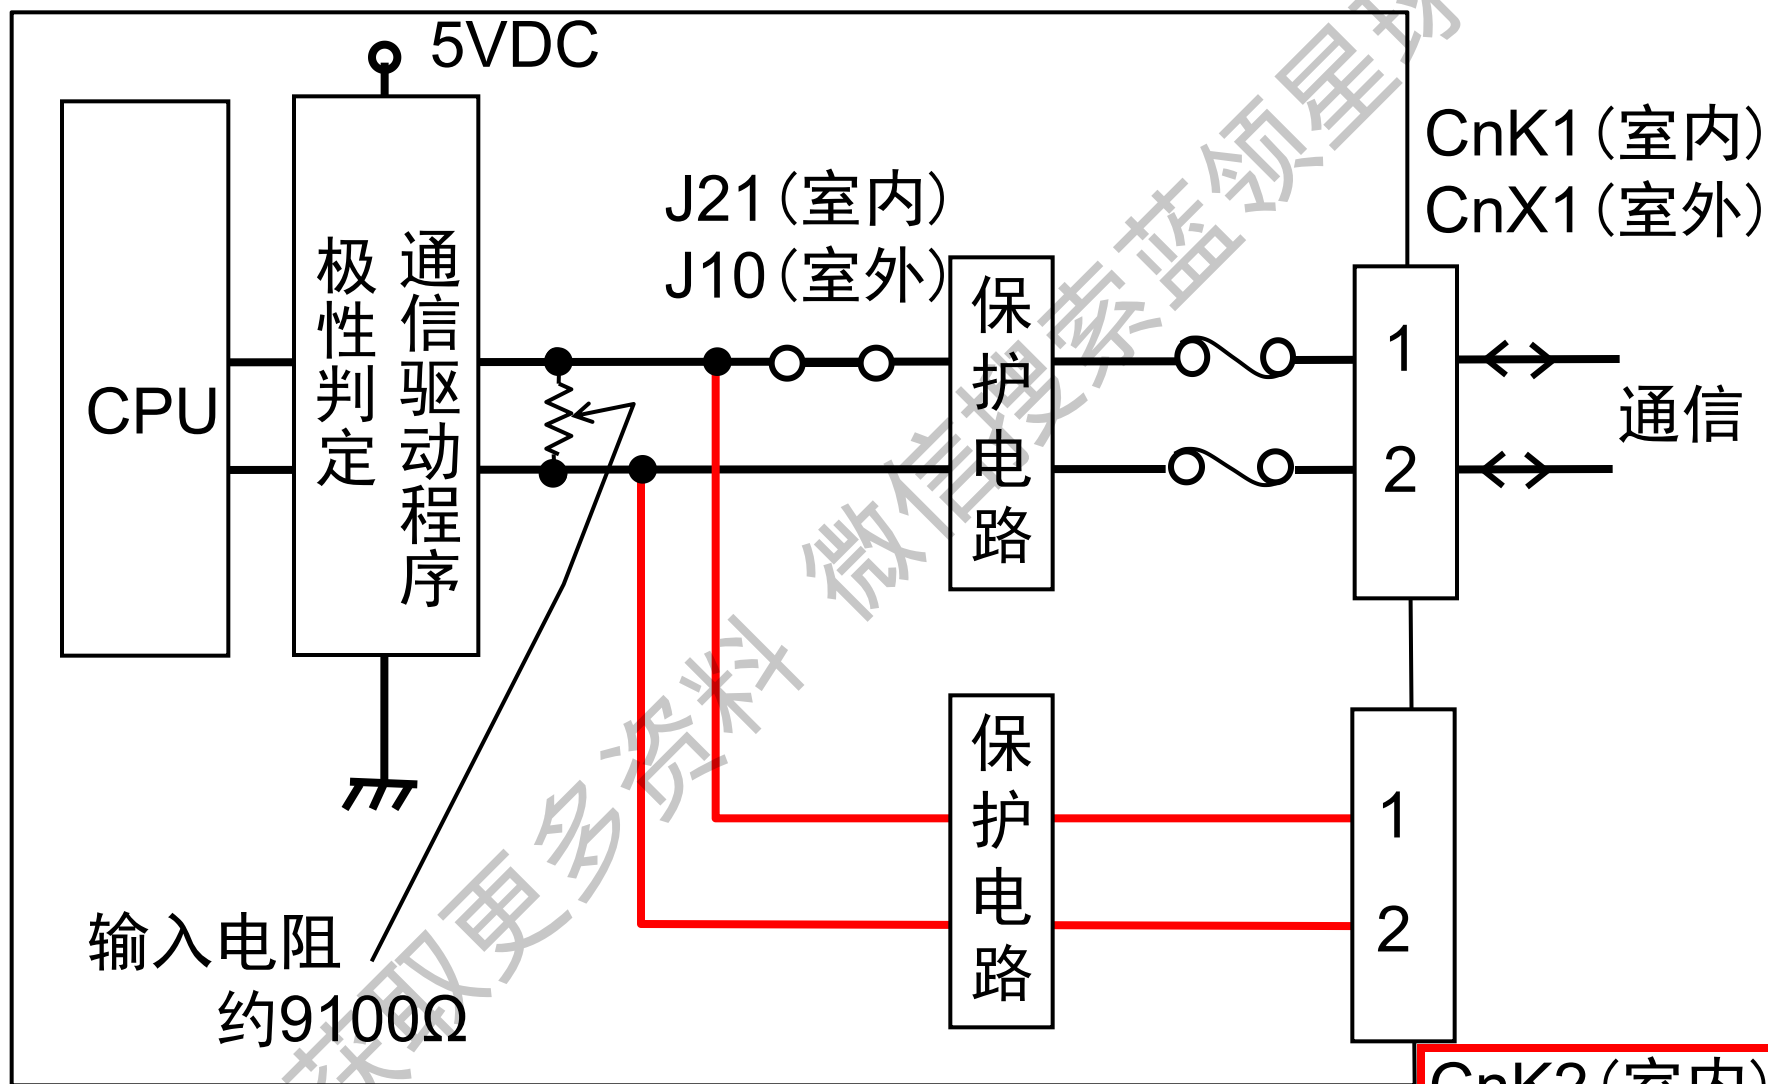 5VDC
CnK1(室内)
CnX1(室外)
J21(室内)
J10(室外)
CPU
极性判定
通信驱动程序
保护电路
1
2
通信
保护电路
1
2
输入电阻
约9100Ω
CnK2(室内)
获取更多资料 微信搜索蓝领星球